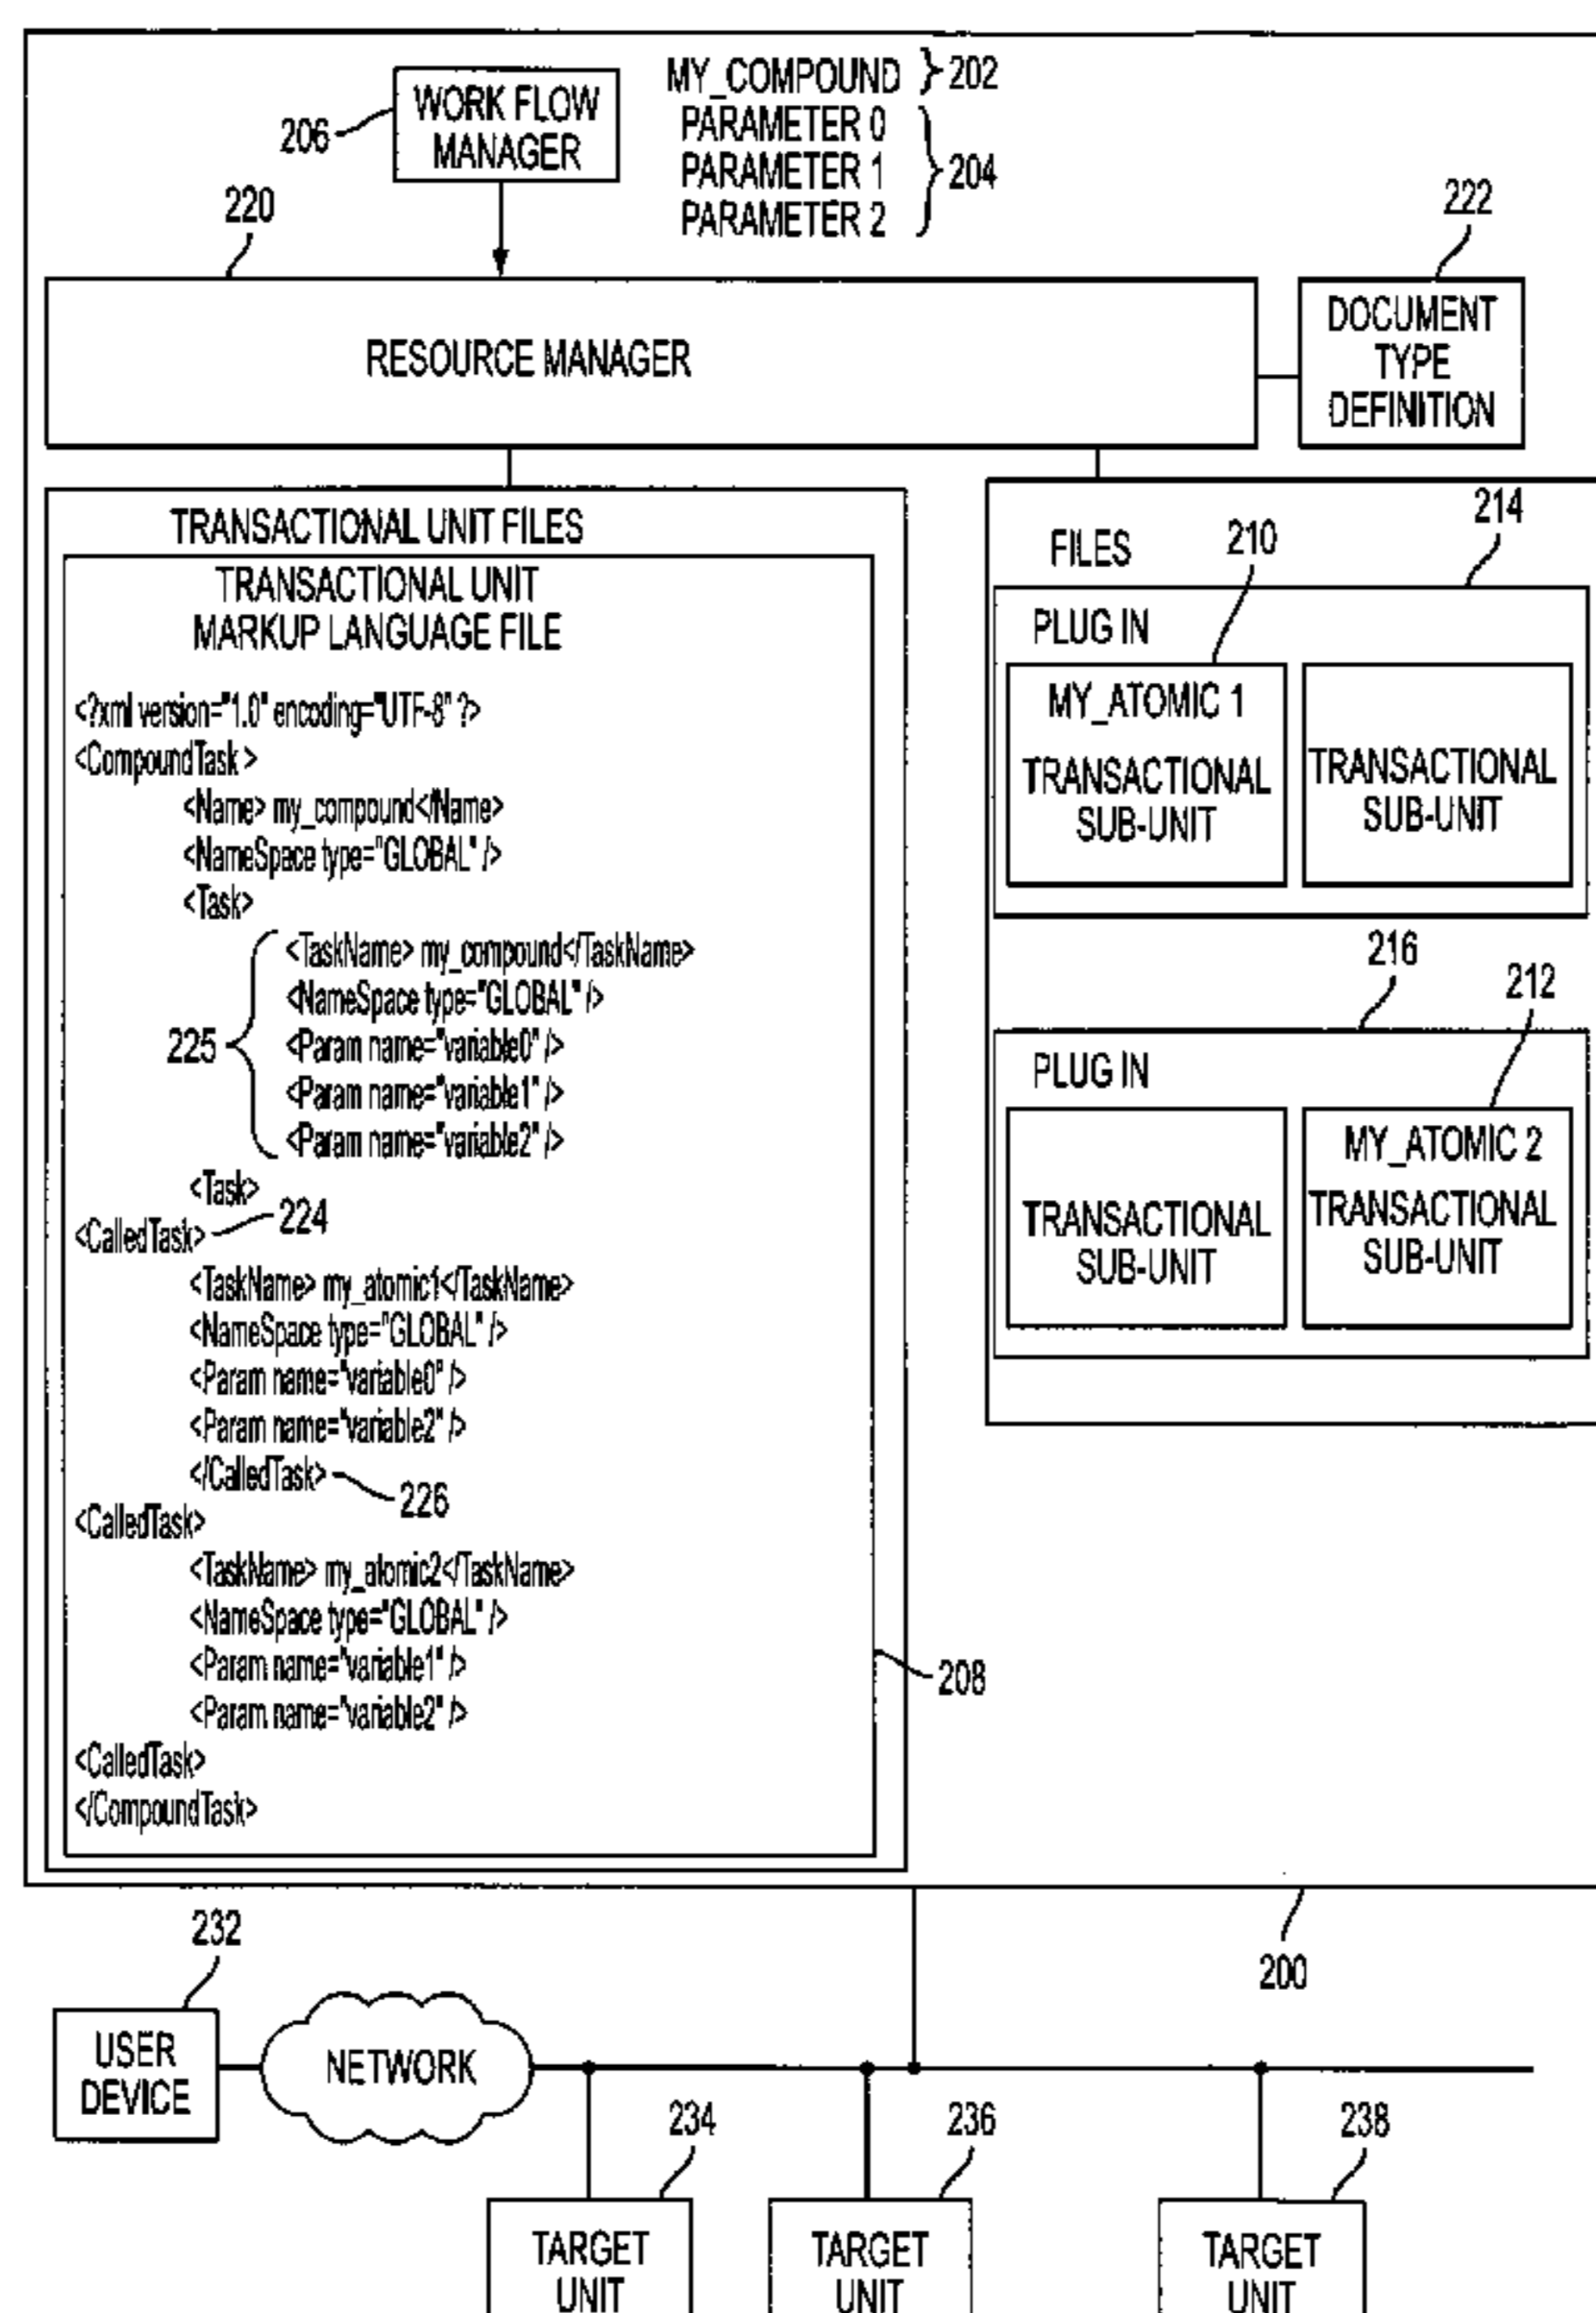 MY_COMPOUND
202
WORK FLOW
MANAGER
206
PARAMETER 0
PARAMETER 1
PARAMETER 2
204
220
222
RESOURCE MANAGER
DOCUMENT
TYPE
DEFINITION
TRANSACTIONAL UNIT FILES
TRANSACTIONAL UNIT
MARKUP LANGUAGE FILE
<?xml version="1.0" encoding="UTF-8" ?>
<CompoundTask >
<Name> my_compound</Name>
<NameSpace type="GLOBAL" />
<Task>
225
<TaskName> my_compound</TaskName>
<NameSpace type="GLOBAL" />
<Param name="variable0" />
<Param name="variable1" />
<Param name="variable2" />
<Task>
<CalledTask>
224
<TaskName> my_atomic1</TaskName>
<NameSpace type="GLOBAL" />
<Param name="variable0" />
<Param name="variable2" />
</CalledTask>
226
<CalledTask>
<TaskName> my_atomic2</TaskName>
<NameSpace type="GLOBAL" />
<Param name="variable1" />
<Param name="variable2" />
<CalledTask>
</CompoundTask>
208
FILES
210
214
PLUG IN
MY_ATOMIC 1
TRANSACTIONAL
SUB-UNIT
TRANSACTIONAL
SUB-UNIT
216
212
PLUG IN
TRANSACTIONAL
SUB-UNIT
MY_ATOMIC 2
TRANSACTIONAL
SUB-UNIT
200
232
USER
DEVICE
NETWORK
234
236
238
TARGET
UNIT
TARGET
UNIT
TARGET
UNIT